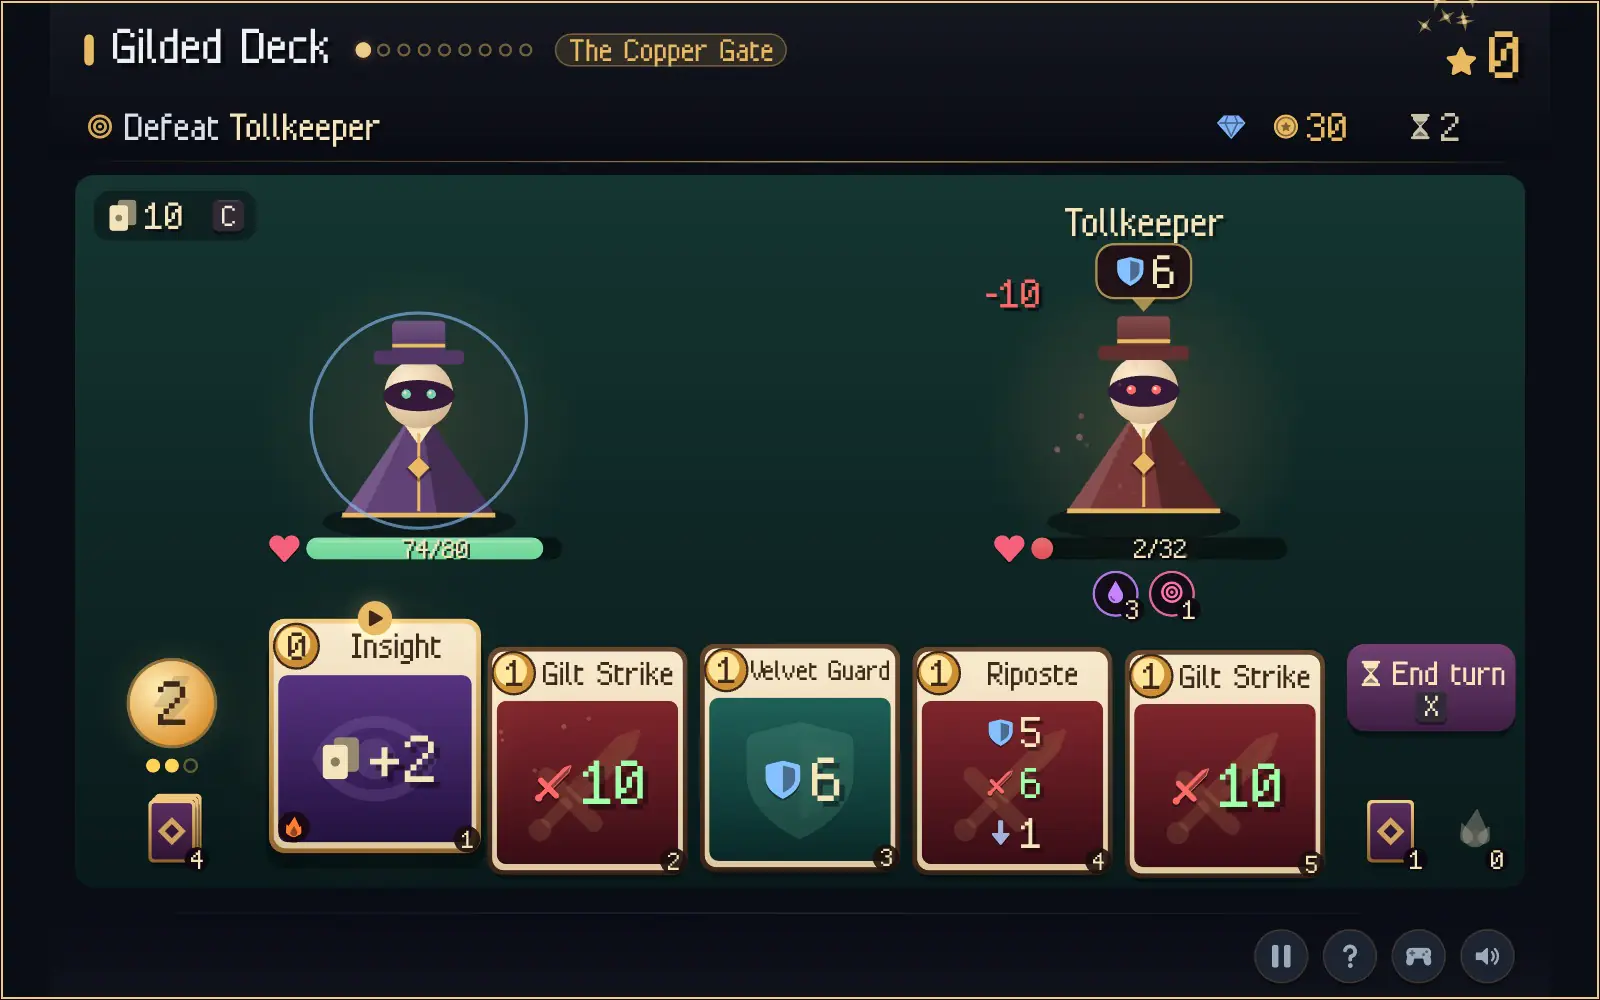 Gilded Deck
The Copper Gate
0
Defeat Tollkeeper
30
2
10
C
Tollkeeper
6
-10
74/80
2/32
3
1
2
4
0
Insight
+2
1
1
Gilt Strike
10
2
1
Velvet Guard
6
3
1
Riposte
5
6
1
4
1
Gilt Strike
10
5
End turn
X
1
0
?